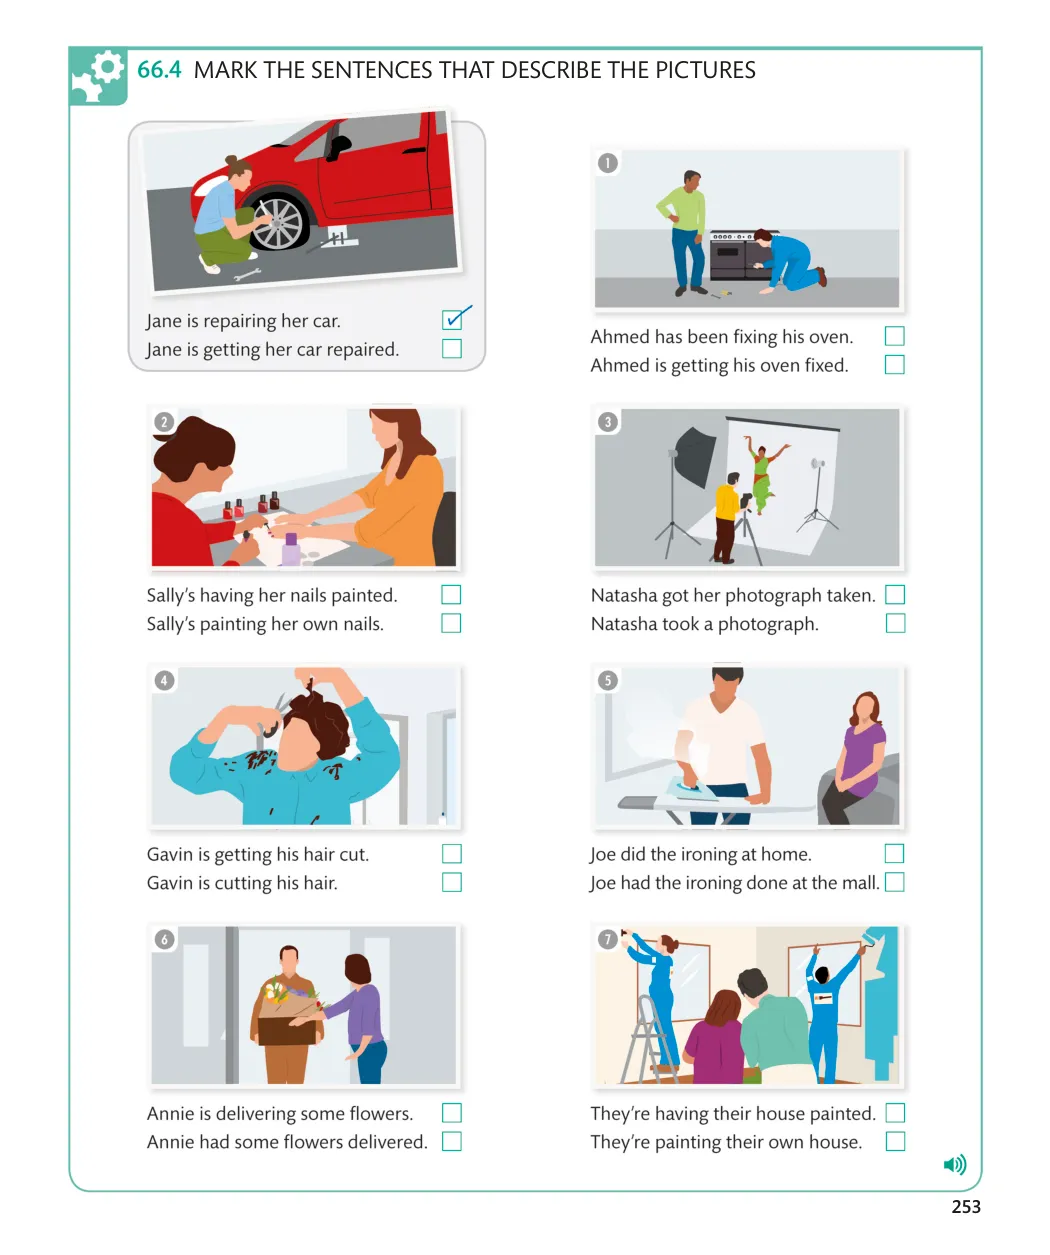 66.4 MARK THE SENTENCES THAT DESCRIBE THE PICTURES
Jane is repairing her car.
Jane is getting her car repaired.
1
Ahmed has been fixing his oven.
Ahmed is getting his oven fixed.
2
Sally’s having her nails painted.
Sally’s painting her own nails.
3
Natasha got her photograph taken.
Natasha took a photograph.
4
Gavin is getting his hair cut.
Gavin is cutting his hair.
5
Joe did the ironing at home.
Joe had the ironing done at the mall.
6
Annie is delivering some flowers.
Annie had some flowers delivered.
7
They’re having their house painted.
They’re painting their own house.
253